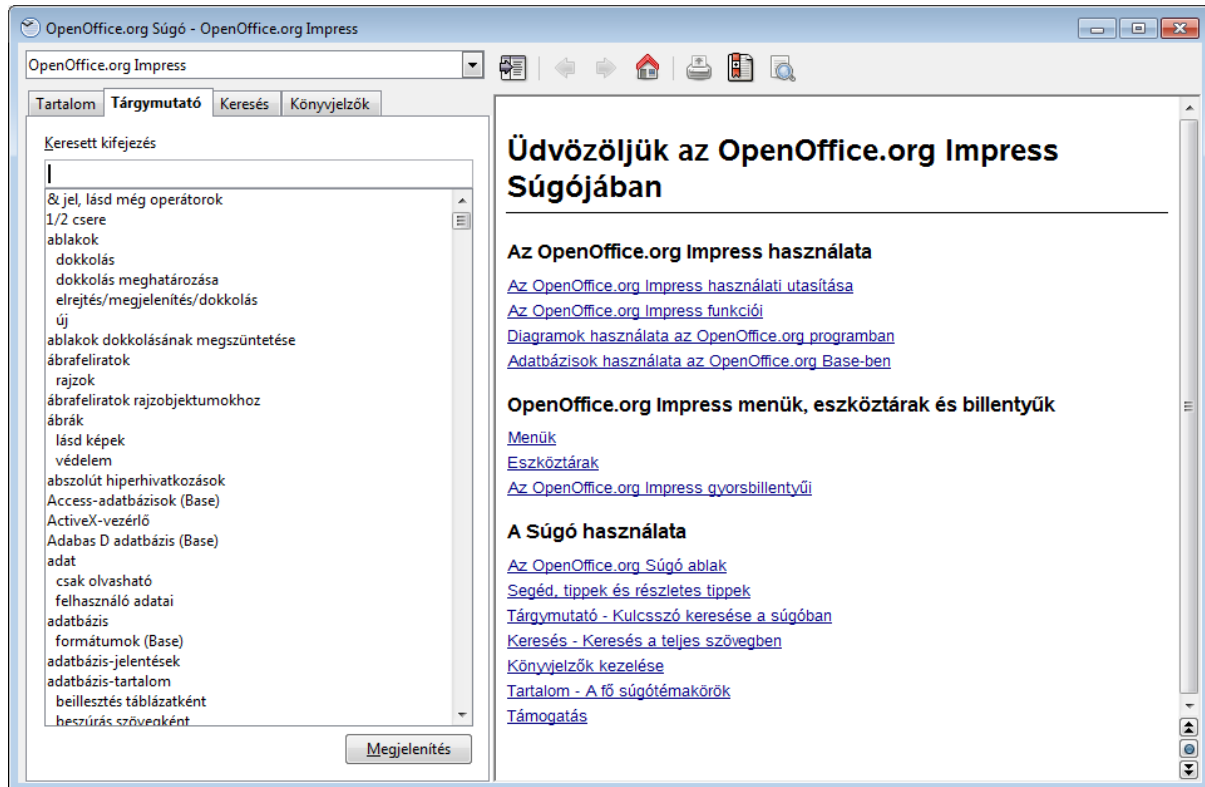 OpenOffice.org Súgó - OpenOffice.org Impress
OpenOffice.org Impress
Tartalom Tárgymutató Keresés Könyvjelzők
Keresett kifejezés
& jel, lásd még operátorok
1/2 csere
ablakok
dokkolás
dokkolás meghatározása
elrejtés/megjelenítés/dokkolás
új
ablakok dokkolásának megszüntetése
ábrafeliratok
rajzok
ábrafeliratok rajzobjektumokhoz
ábrák
lásd képek
védelem
abszolút hiperhivatkozások
Access-adatbázisok (Base)
ActiveX-vezérlő
Adabas D adatbázis (Base)
adat
csak olvasható
felhasználó adatai
adatbázis
formátumok (Base)
adatbázis-jelentések
adatbázis-tartalom
beillesztés táblázatként
beszúrás szövegként
Megjelenítés
Üdvözöljük az OpenOffice.org Impress
Súgójában
Az OpenOffice.org Impress használata
Az OpenOffice.org Impress használati utasítása
Az OpenOffice.org Impress funkciói
Diagramok használata az OpenOffice.org programban
Adatbázisok használata az OpenOffice.org Base-ben
OpenOffice.org Impress menük, eszköztárak és billentyűk
Menük
Eszköztárak
Az OpenOffice.org Impress gyorsbillentyűi
A Súgó használata
Az OpenOffice.org Súgó ablak
Segéd, tippek és részletes tippek
Tárgymutató - Kulcsszó keresése a súgóban
Keresés - Keresés a teljes szövegben
Könyvjelzők kezelése
Tartalom - A fő súgótémakörök
Támogatás